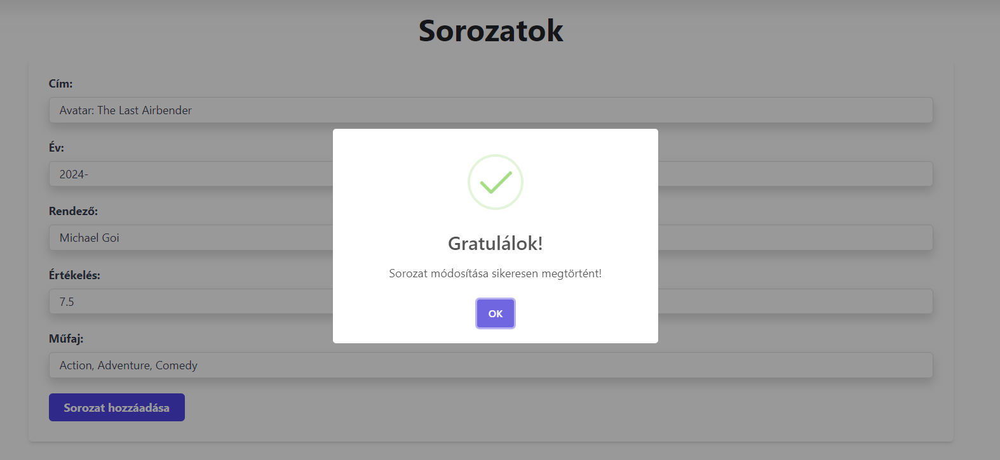 Sorozatok
Cím:
Avatar: The Last Airbender
Év:
2024-
Rendező:
Michael Goi
Értékelés:
7.5
Műfaj:
Action, Adventure, Comedy
Sorozat hozzáadása
Gratulálok!
Sorozat módosítása sikeresen megtörtént!
OK